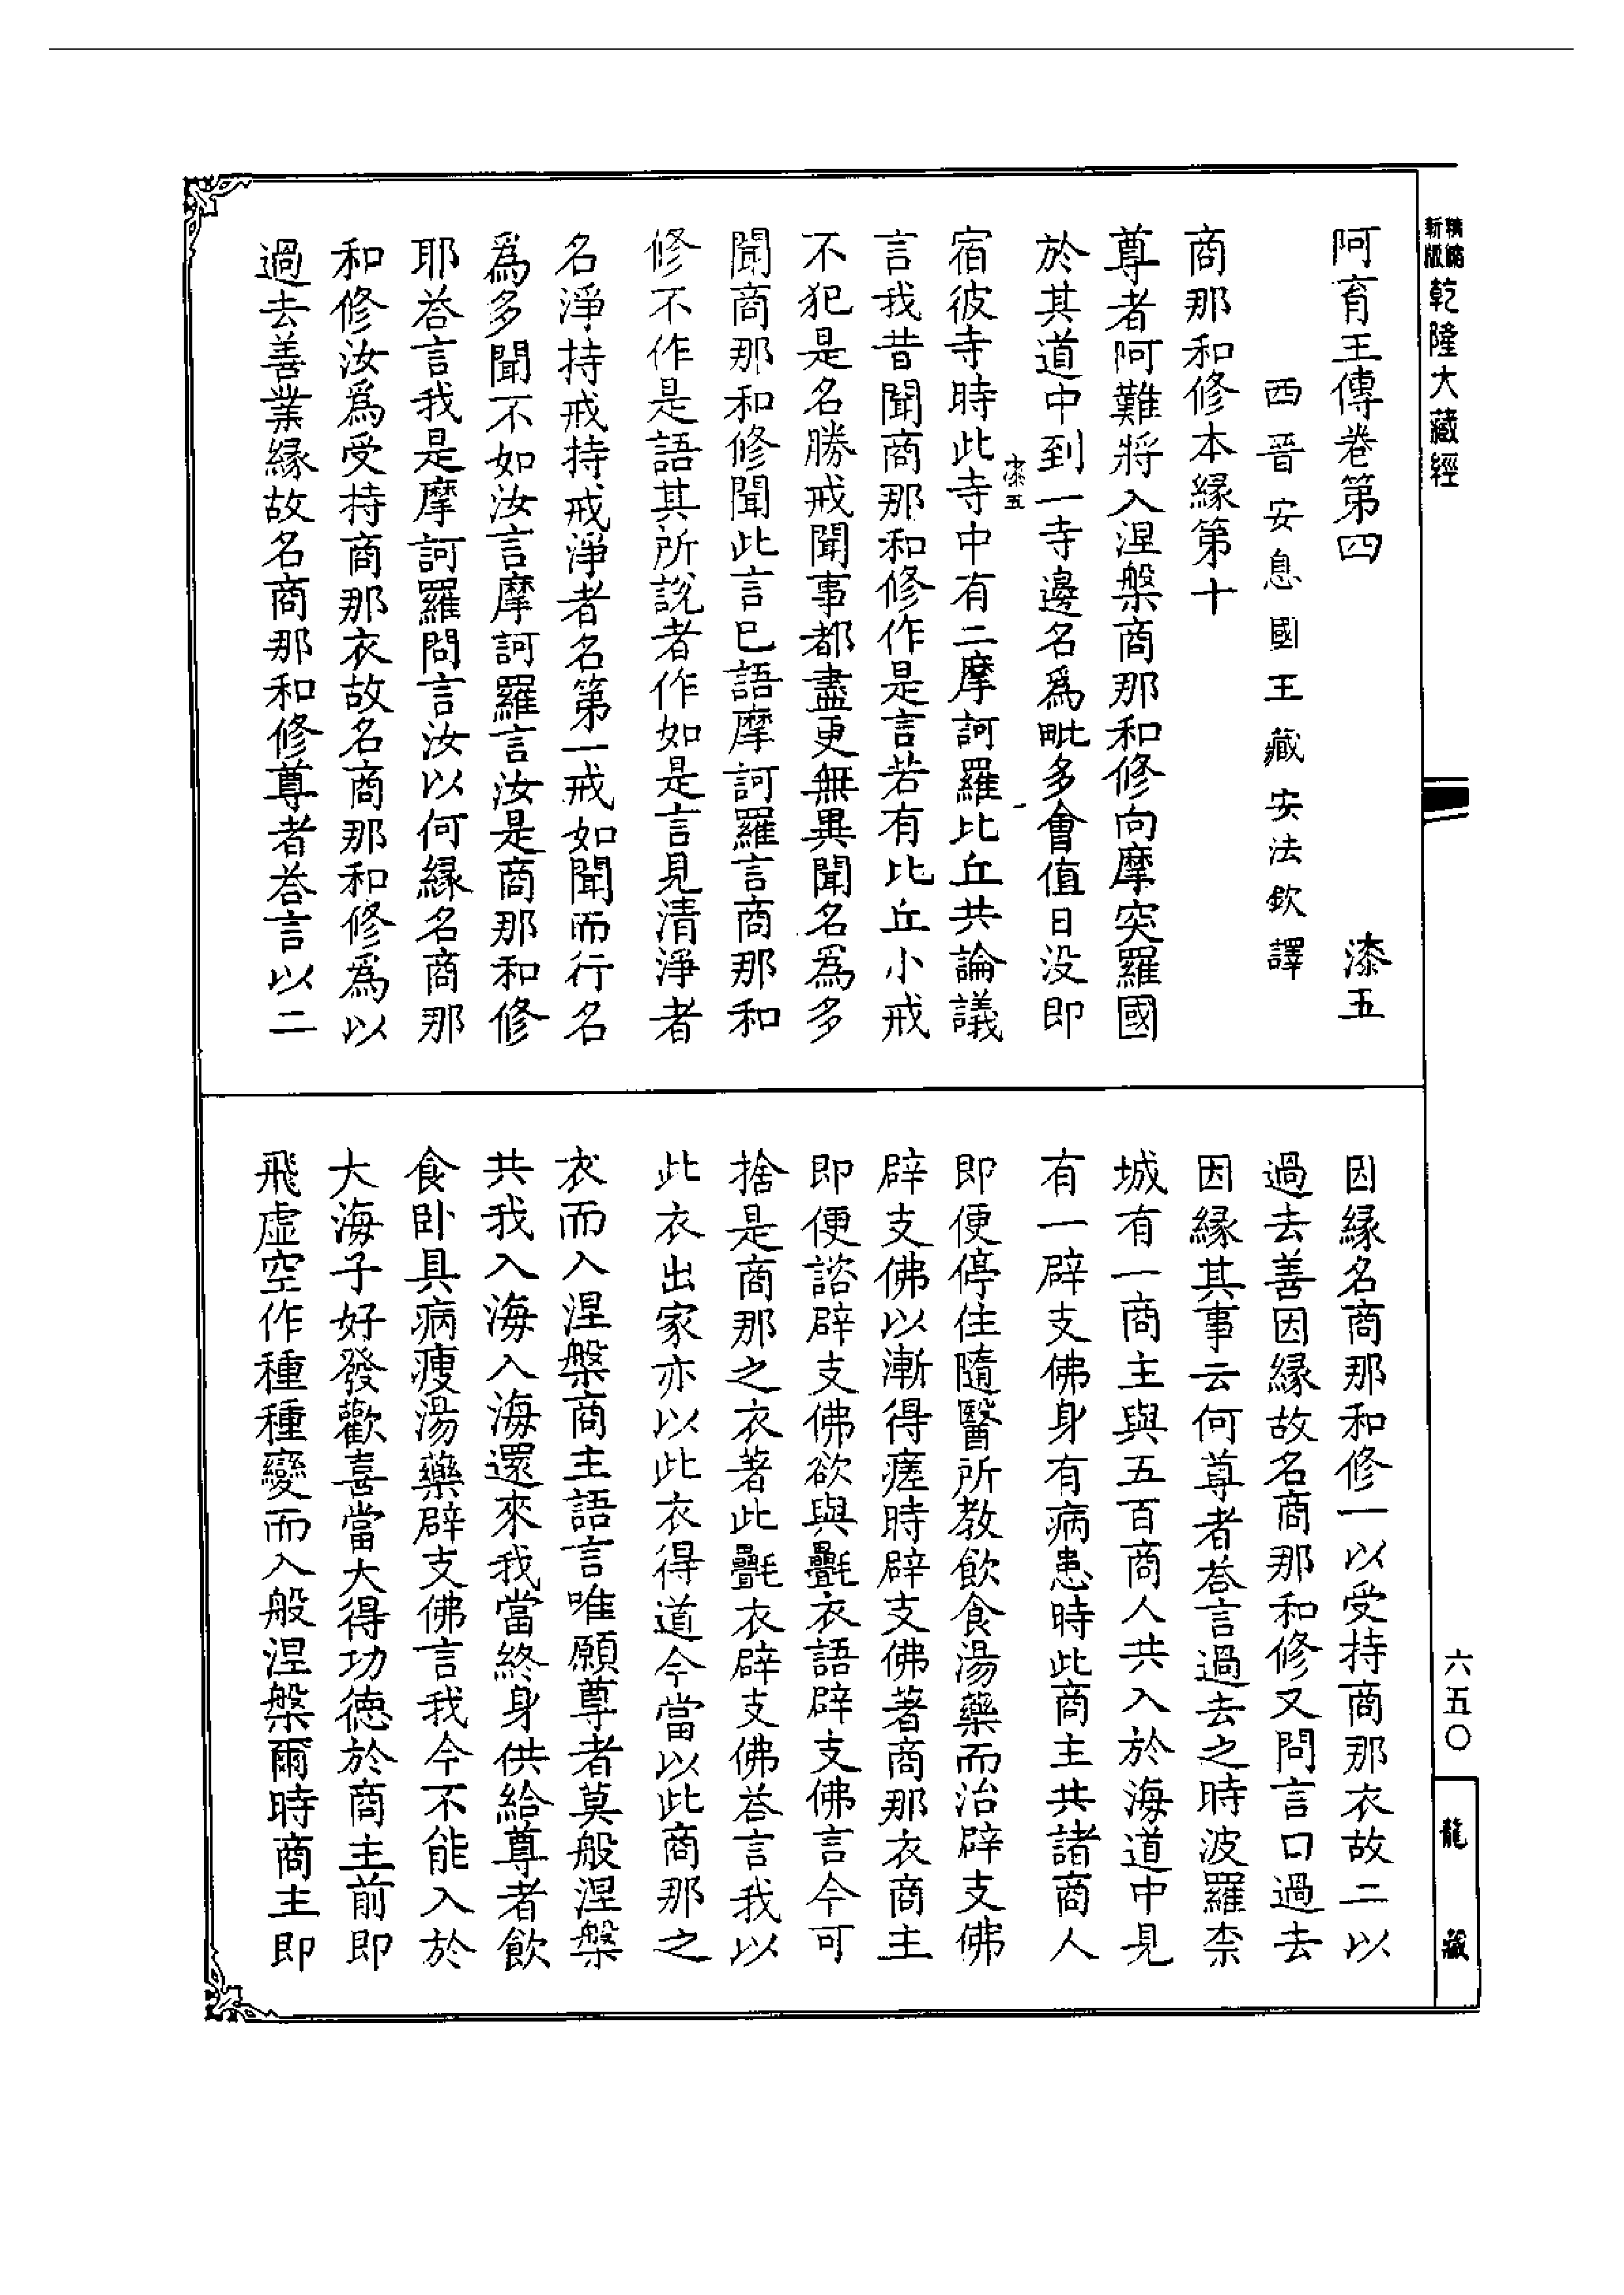 新版
精縮
乾隆大藏經
六五〇
龍藏
阿育王傳卷第四　漆五
西晉安息國王藏安法欽譯
商那和修本緣第十
尊者阿難將入涅槃商那和修向摩突羅國
於其道中到一寺邊名爲毗多會值日没即
漆五
宿彼寺時此寺中有二摩訶羅比丘共論議
言我昔聞商那和修作是言若有比丘小戒
不犯是名勝戒聞事都盡更無異聞名爲多
聞商那和修聞此言已語摩訶羅言商那和
修不作是語其所説者作如是言見清淨者
名淨持戒持戒淨者名第一戒如聞而行名
爲多聞不如汝言摩訶羅言汝是商那和修
耶荅言我是摩訶羅問言汝以何緣名商那
和修汝爲受持商那衣故名商那和修爲以
過去善業緣故名商那和修尊者荅言以二
因緣名商那和修一以受持商那衣故二以
過去善因緣故名商那和修又問言曰過去
因緣其事云何尊者荅言過去之時波羅柰
城有一商主與五百商人共入於海道中見
有一辟支佛身有病患時此商主共諸商人
即便停住隨醫所教飲食湯藥而治辟支佛
辟支佛以漸得瘥時辟支佛著商那衣商主
即便諮辟支佛欲與氎衣語辟支佛言今可
捨是商那之衣著此氎衣辟支佛荅言我以
此衣出家亦以此衣得道今當以此商那之
衣而入涅槃商主語言唯願尊者莫般涅槃
共我入海入海還來我當終身供給尊者飲
食卧具病瘦湯藥辟支佛言我今不能入於
大海子好發歡喜當大得功德於商主前即
飛虛空作種種變而入般涅槃爾時商主即